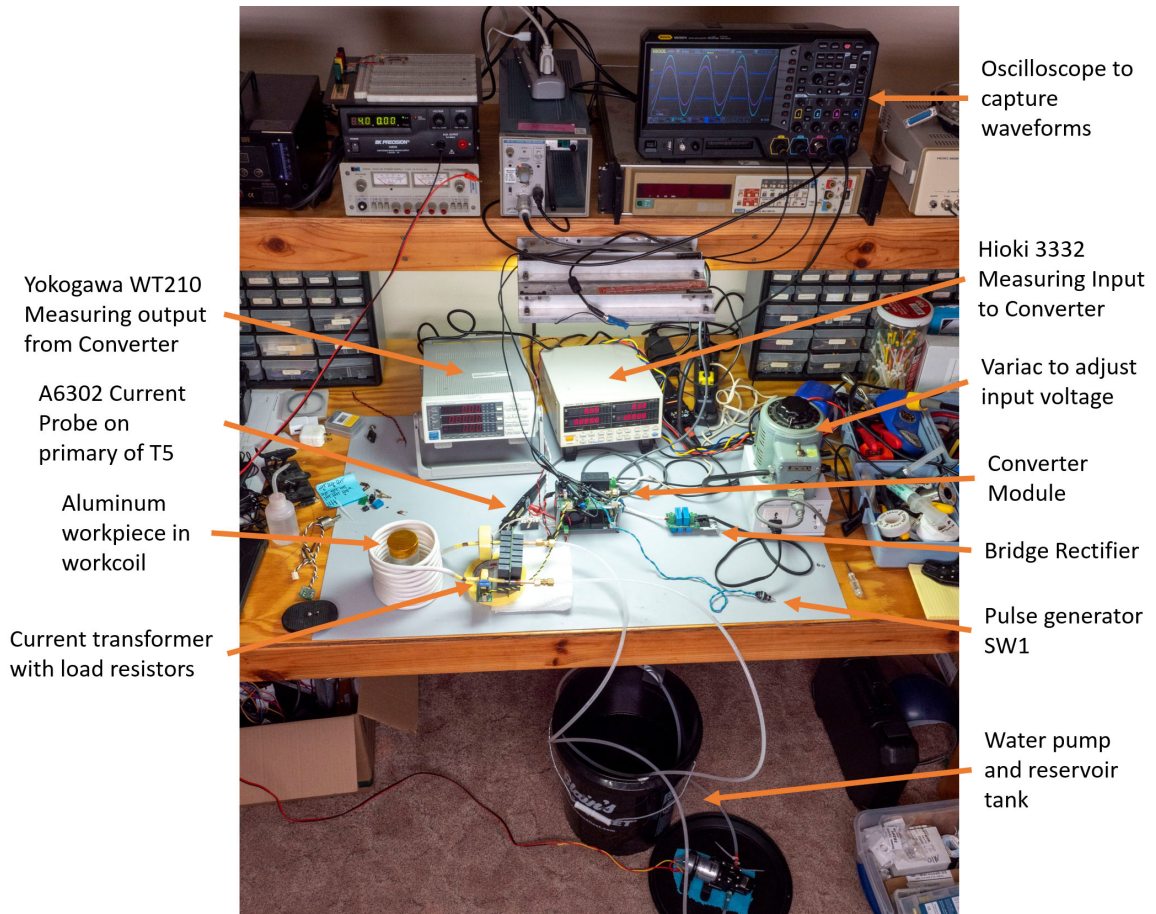 Oscilloscope to
capture
waveforms
Yokogawa WT210
Measuring output
from Converter
Hioki 3332
Measuring Input
to Converter
A6302 Current
Probe on
primary of T5
Variac to adjust
input voltage
Aluminum
workpiece in
workcoil
Converter
Module
Bridge Rectifier
Current transformer
with load resistors
Pulse generator
SW1
Water pump
and reservoir
tank
BK PRECISION